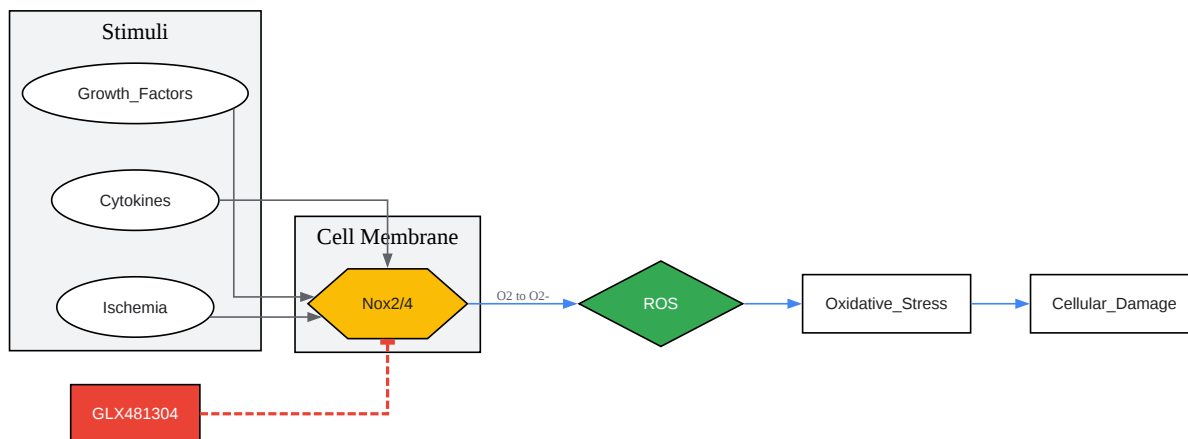 Stimuli
Growth_Factors
Cytokines
Cell Membrane
Ischemia
Nox2/4
O2 to O2-
ROS
Oxidative_Stress
Cellular_Damage
GLX481304